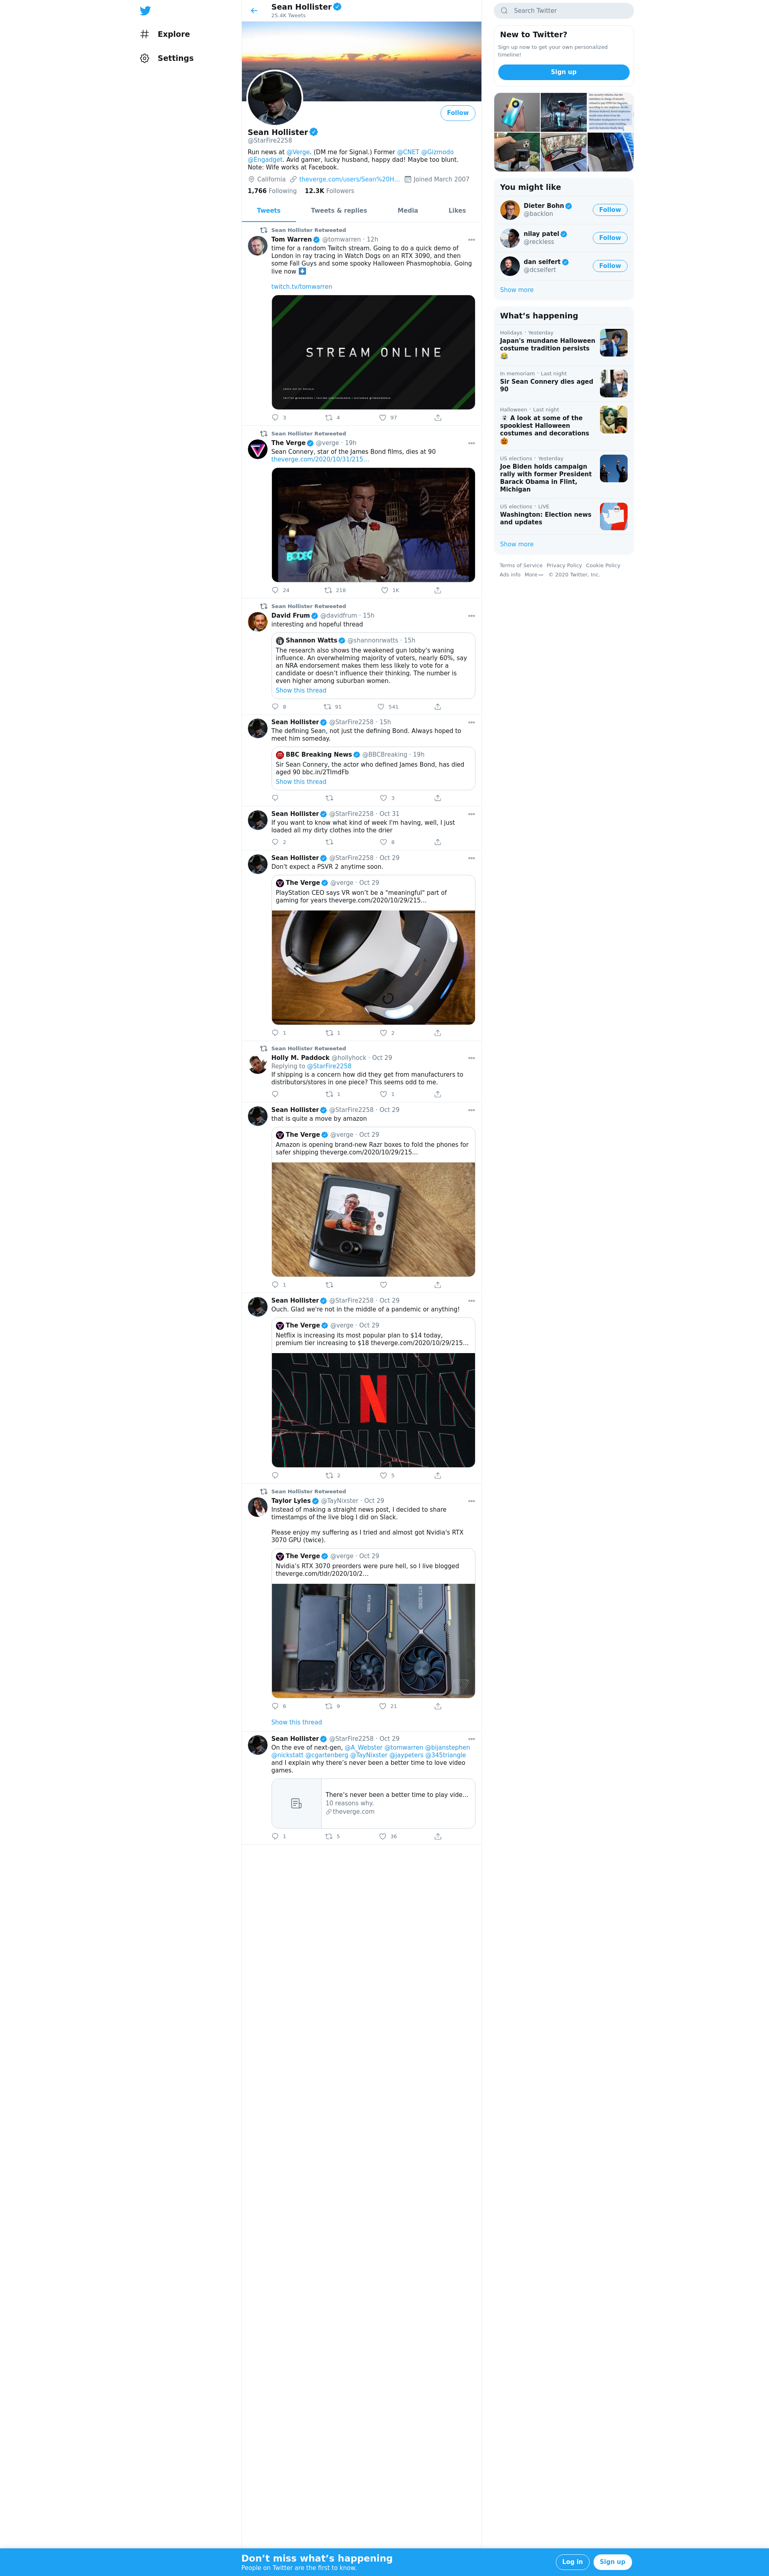 Explore
Settings
Sean Hollister
25.4K Tweets
Follow
Sean Hollister
@StarFire2258
Run news at @Verge. (DM me for Signal.) Former @CNET @Gizmodo
@Engadget. Avid gamer, lucky husband, happy dad! Maybe too blunt.
Note: Wife works at Facebook.
California verge.com/users/Sean%20H... Joined March 2007
1,766 Following 12.3K Followers
Tweets Tweets & replies Media Likes
Sean Hollister Retweeted
Tom Warren @tomwarren · 12h
time for a random Twitch stream. Going to do a quick demo of
London in ray tracing in Watch Dogs on an RTX 3090, and then
some Fall Guys and some spooky Halloween Phasmophobia. Going
live now ⬇️
twitch.tv/tomwarren
STREAM ONLINE
3 4 97
Sean Hollister Retweeted
The Verge @verge · 19h
Sean Connery, star of the James Bond films, dies at 90
theverge.com/2020/10/31/215...
24 218 1K
Sean Hollister Retweeted
David Frum @davidfrum · 15h
interesting and hopeful thread
Shannon Watts @shannonrwatts · 15h
The research also shows the weakened gun lobby's waning
influence. An overwhelming majority of voters, nearly 60%, say
an NRA endorsement makes them less likely to vote for a
candidate or doesn't influence their thinking. The number is
even higher among suburban women.
Show this thread
8 91 541
Sean Hollister @StarFire2258 · 15h
The defining Sean, not just the defining Bond. Always hoped to
meet him someday.
BBC Breaking News @BBCBreaking · 19h
Sir Sean Connery, the actor who defined James Bond, has died
aged 90 bbc.in/2TlmdFb
Show this thread
3
Sean Hollister @StarFire2258 · Oct 31
If you want to know what kind of week I'm having, well, I just
loaded all my dirty clothes into the drier
2 8
Sean Hollister @StarFire2258 · Oct 29
Don't expect a PSVR 2 anytime soon.
The Verge @verge · Oct 29
PlayStation CEO says VR won't be a "meaningful" part of
gaming for years theverge.com/2020/10/29/215...
1 1 2
Sean Hollister Retweeted
Holly M. Paddock @hollyhock · Oct 29
Replying to @StarFire2258
If shipping is a concern how did they get from manufacturers to
distributors/stores in one piece? This seems odd to me.
1 1
Sean Hollister @StarFire2258 · Oct 29
that is quite a move by amazon
The Verge @verge · Oct 29
Amazon is opening brand-new Razr boxes to fold the phones for
safer shipping theverge.com/2020/10/29/215...
1
Sean Hollister @StarFire2258 · Oct 29
Ouch. Glad we're not in the middle of a pandemic or anything!
The Verge @verge · Oct 29
Netflix is increasing its most popular plan to $14 today,
premium tier increasing to $18 theverge.com/2020/10/29/215...
2 5
Sean Hollister Retweeted
Taylor Lyles @TayNixster · Oct 29
Instead of making a straight news post, I decided to share
timestamps of the live blog I did on Slack.
Please enjoy my suffering as I tried and almost got Nvidia's RTX
3070 GPU (twice).
The Verge @verge · Oct 29
Nvidia's RTX 3070 preorders were pure hell, so I live blogged
theverge.com/tldr/2020/10/2...
6 9 21
Show this thread
Sean Hollister @StarFire2258 · Oct 29
On the eve of next-gen, @A_Webster @tomwarren @bijanstephen
@nickstatt @cgartenberg @TayNixster @jaypeters @345triangle
and I explain why there's never been a better time to love video
games.
There's never been a better time to play vide...
10 reasons why.
theverge.com
1 5 36
Search Twitter
New to Twitter?
Sign up now to get your own personalized
timeline!
Sign up
You might like
Dieter Bohn
@backlon
Follow
nilay patel
@reckless
Follow
dan seifert
@dcseifert
Follow
Show more
What's happening
Holidays · Yesterday
Japan's mundane Halloween
costume tradition persists
😂
In memoriam · Last night
Sir Sean Connery dies aged
90
Halloween · Last night
A look at some of the
spookiest Halloween
costumes and decorations
🎃
US elections · Yesterday
Joe Biden holds campaign
rally with former President
Barack Obama in Flint,
Michigan
US elections · LIVE
Washington: Election news
and updates
Show more
Terms of Service Privacy Policy Cookie Policy
Ads info More © 2020 Twitter, Inc.
Don't miss what's happening
People on Twitter are the first to know.
Log in Sign up